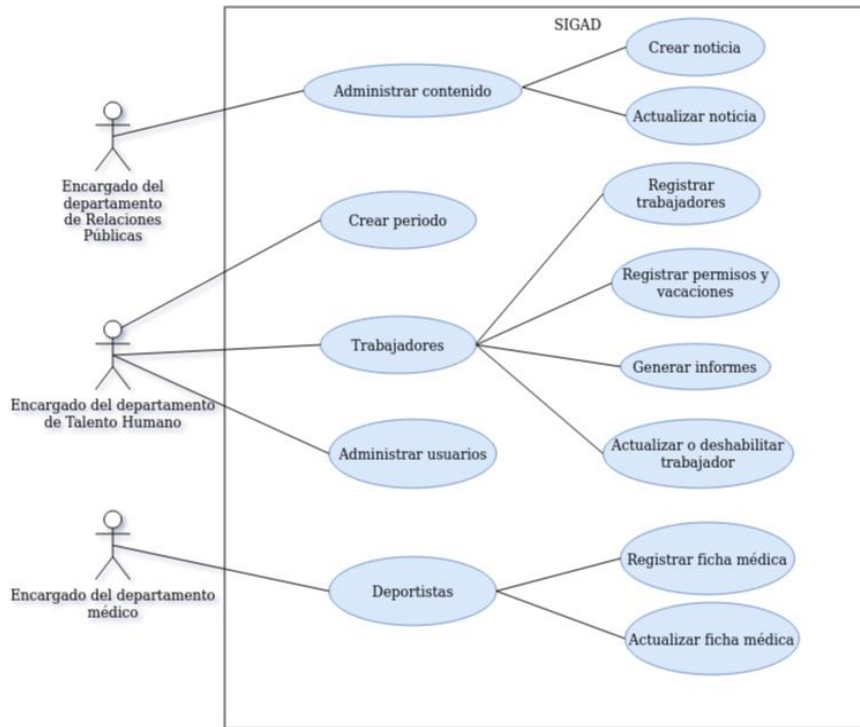 SIGAD
Crear noticia
Administrar contenido
Actualizar noticia
Encargado del
departamento
de Relaciones
Públicas
Registrar
trabajadores
Crear periodo
Registrar permisos y
vacaciones
Trabajadores
Generar informes
Encargado del departamento
de Talento Humano
Administrar usuarios
Actualizar o deshabilitar
trabajador
Registrar ficha médica
Encargado del departamento
médico
Deportistas
Actualizar ficha médica